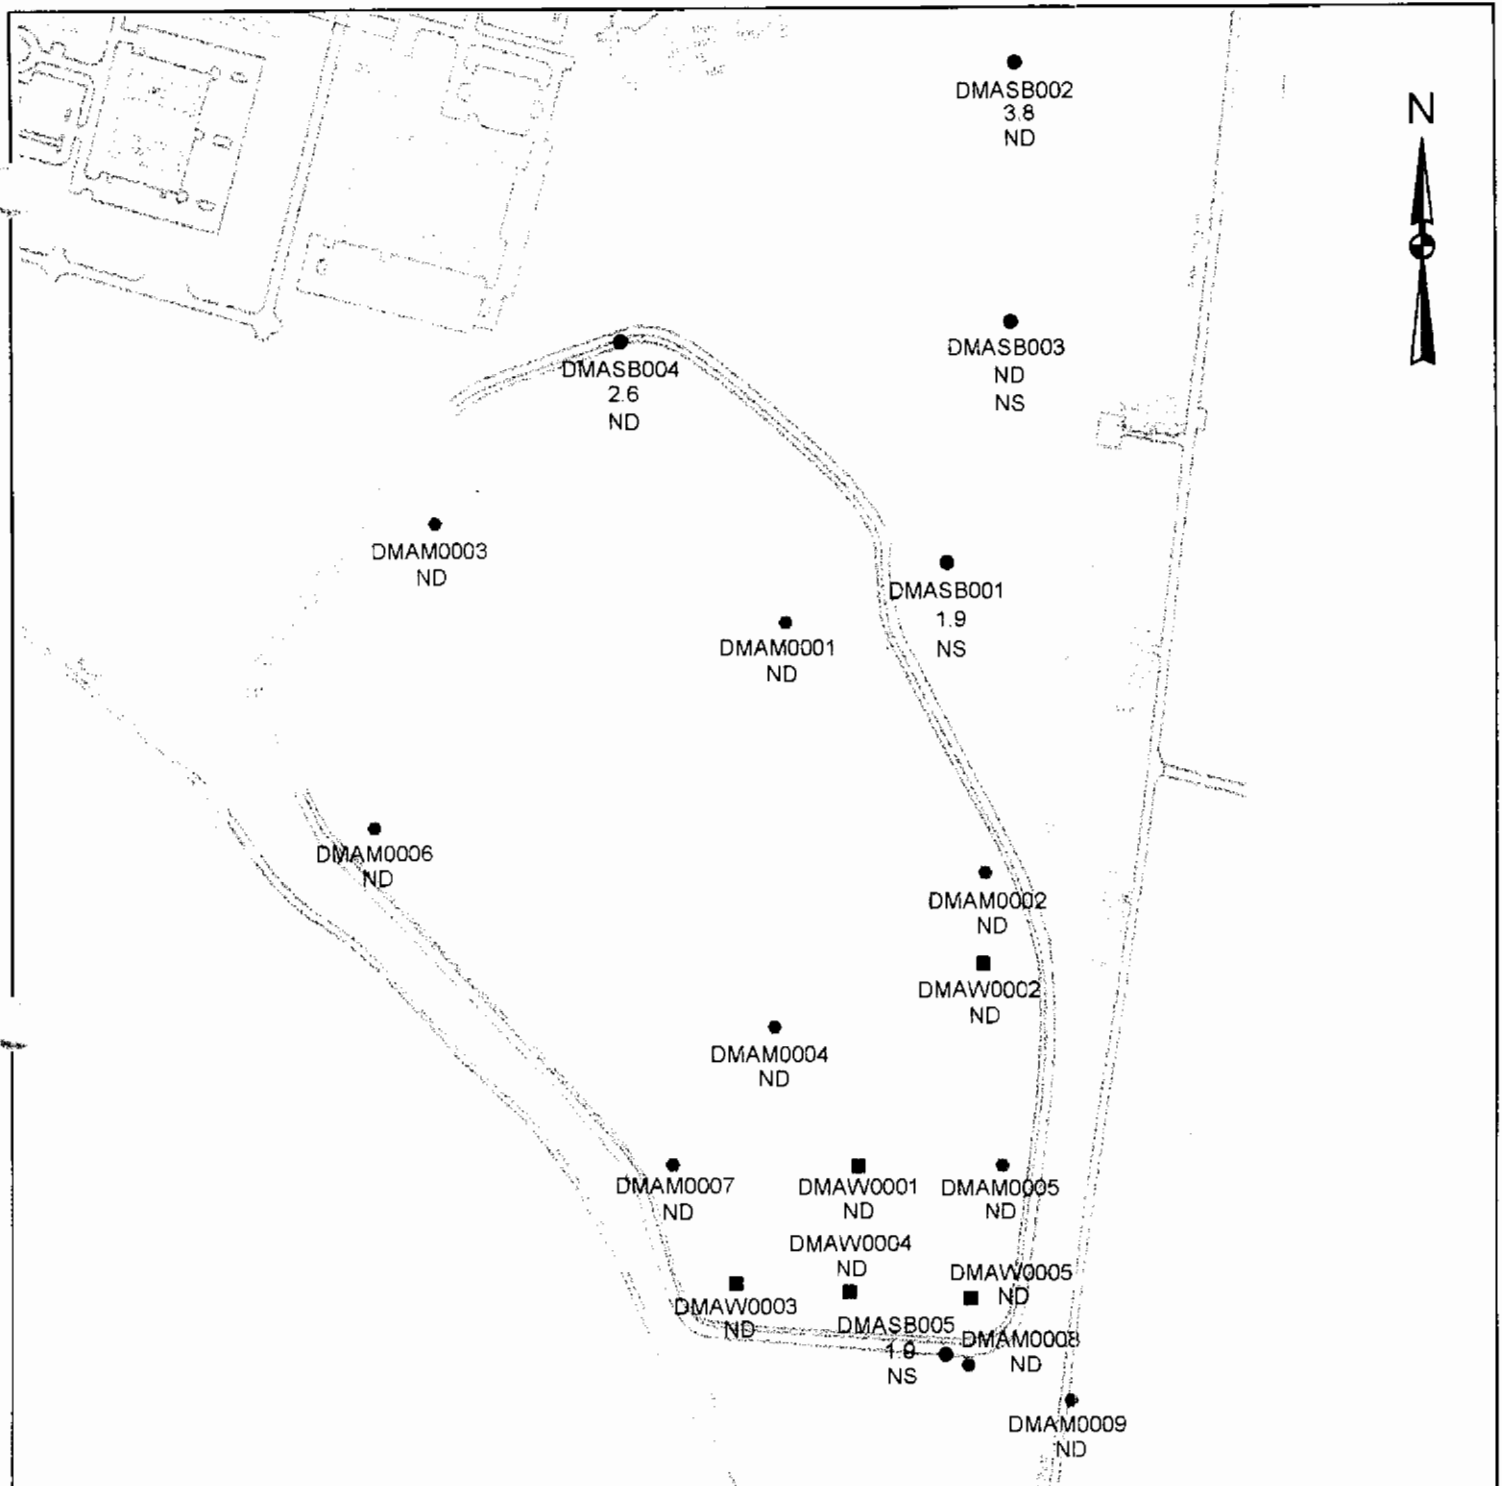 DMASB002
3.8
ND
N
DMASB003
ND
NS
DMASB004
2.6
ND
DMAM0003
ND
DMASB001
1.9
NS
DMAM0001
ND
DMAM0006
ND
DMAM0002
ND
DMAW0002
ND
DMAM0004
ND
DMAM0007
ND
DMAW0001
ND
DMAM0005
ND
DMAW0004
ND
DMAW0005
ND
DMAW0003
ND
DMASB005
NS
DMAM0008
ND
DMAM0009
ND